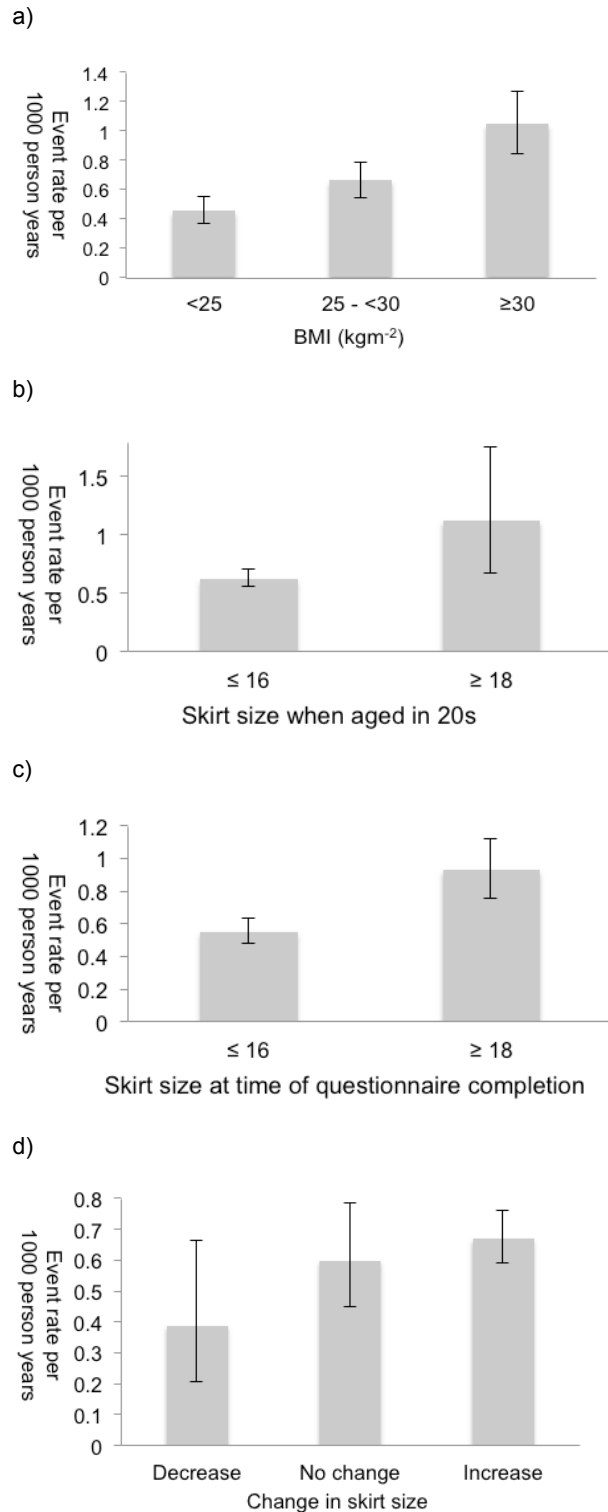 a)
Event rate per
1000 person years
1.4
1.2
1
0.8
0.6
0.4
0.2
0
<25
25 - <30
≥30
BMI (kgm-2)
b)
Event rate per
1000 person years
1.5
1
0.5
0
≤ 16
≥ 18
Skirt size when aged in 20s
c)
Event rate per
1000 person years
1.2
1
0.8
0.6
0.4
0.2
0
≤ 16
≥ 18
Skirt size at time of questionnaire completion
d)
Event rate per
1000 person years
0.8
0.7
0.6
0.5
0.4
0.3
0.2
0.1
0
Decrease
No change
Increase
Change in skirt size